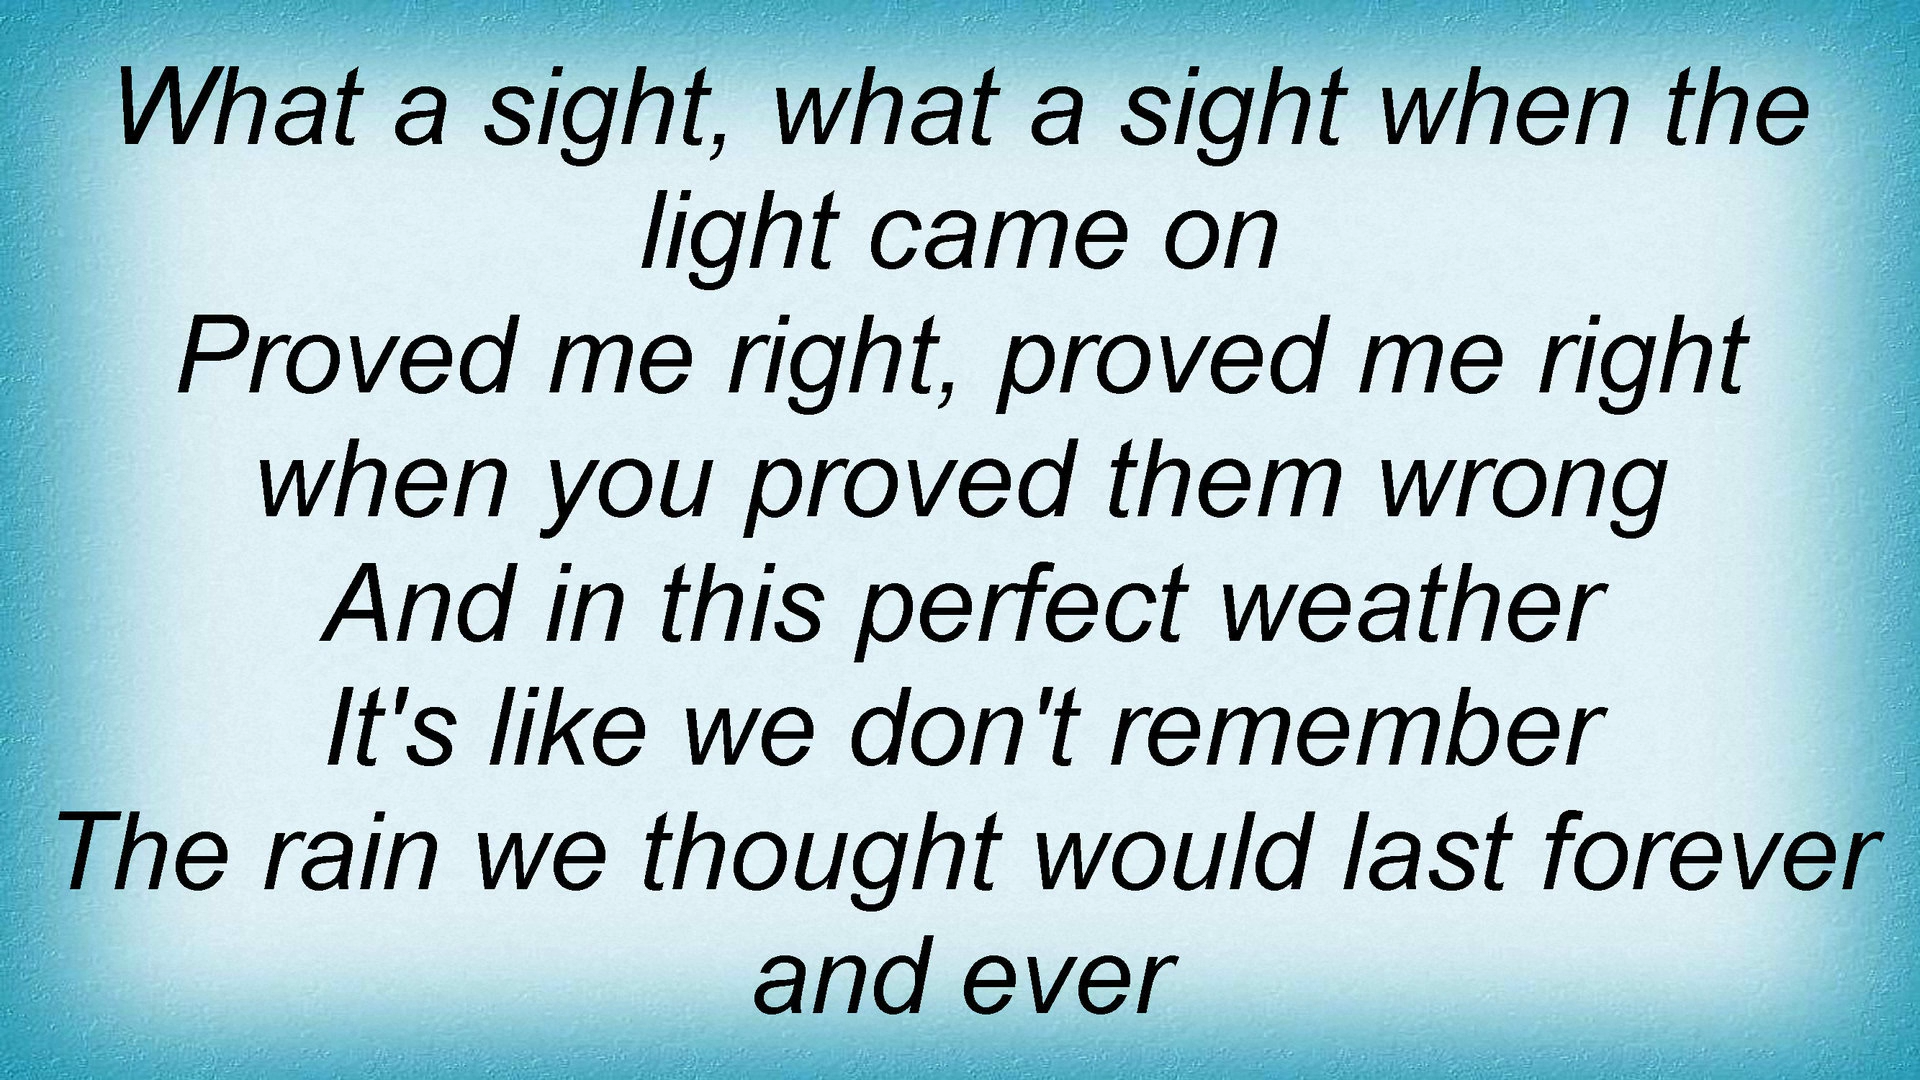 What a sight, what a sight when the
light came on
Proved me right, proved me right
when you proved them wrong
And in this perfect weather
It's like we don't remember
The rain we thought would last forever
and ever